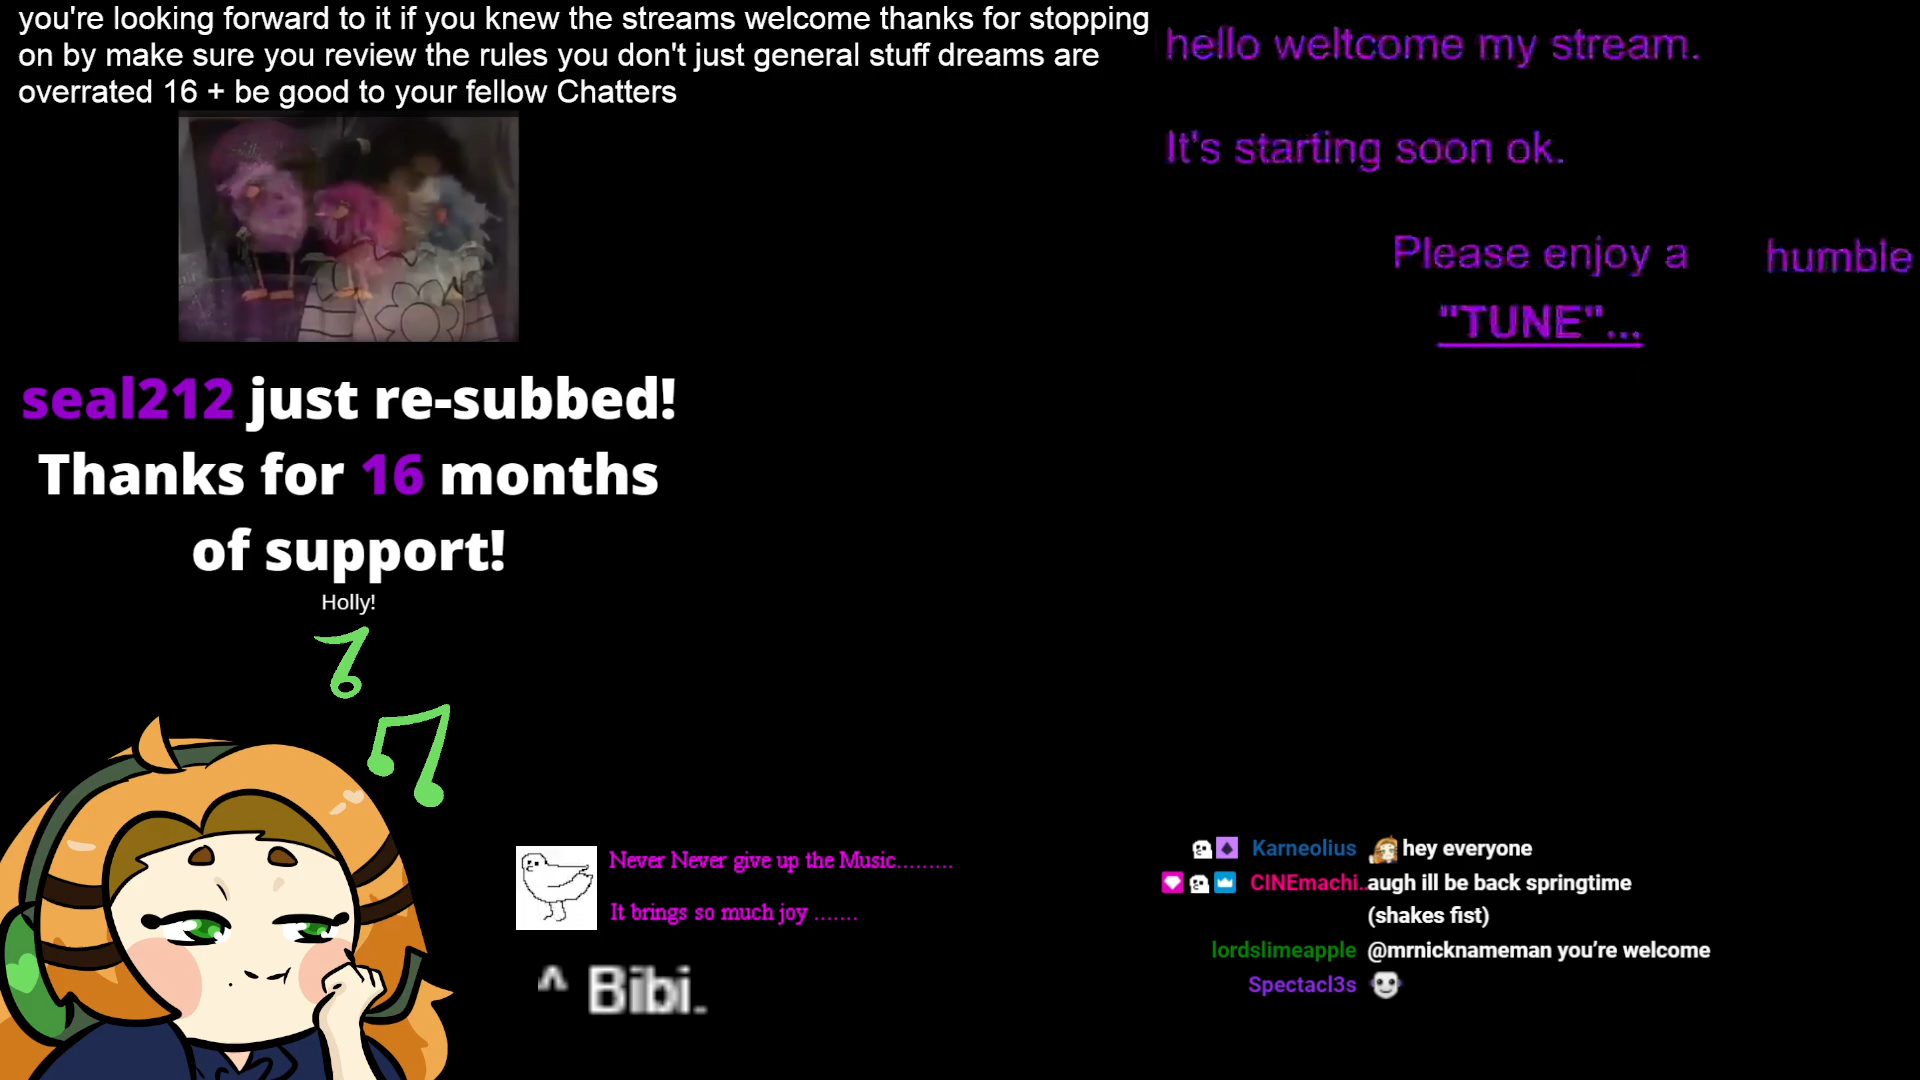 you're looking forward to it if you knew the streams welcome thanks for stopping
on by make sure you review the rules you don't just general stuff dreams are
overrated 16 + be good to your fellow Chatters
hello weltcome my stream.
It's starting soon ok.
Please enjoy a humble
"TUNE"...
seal212 just re-subbed!
Thanks for 16 months
of support!
Holly!
Never Never give up the Music.........
It brings so much joy .......
^ Bibi.
Karneolius hey everyone
CINEmachi.. augh ill be back springtime
(shakes fist)
lordslimeapple @mrnicknameman you’re welcome
Spectacl3s